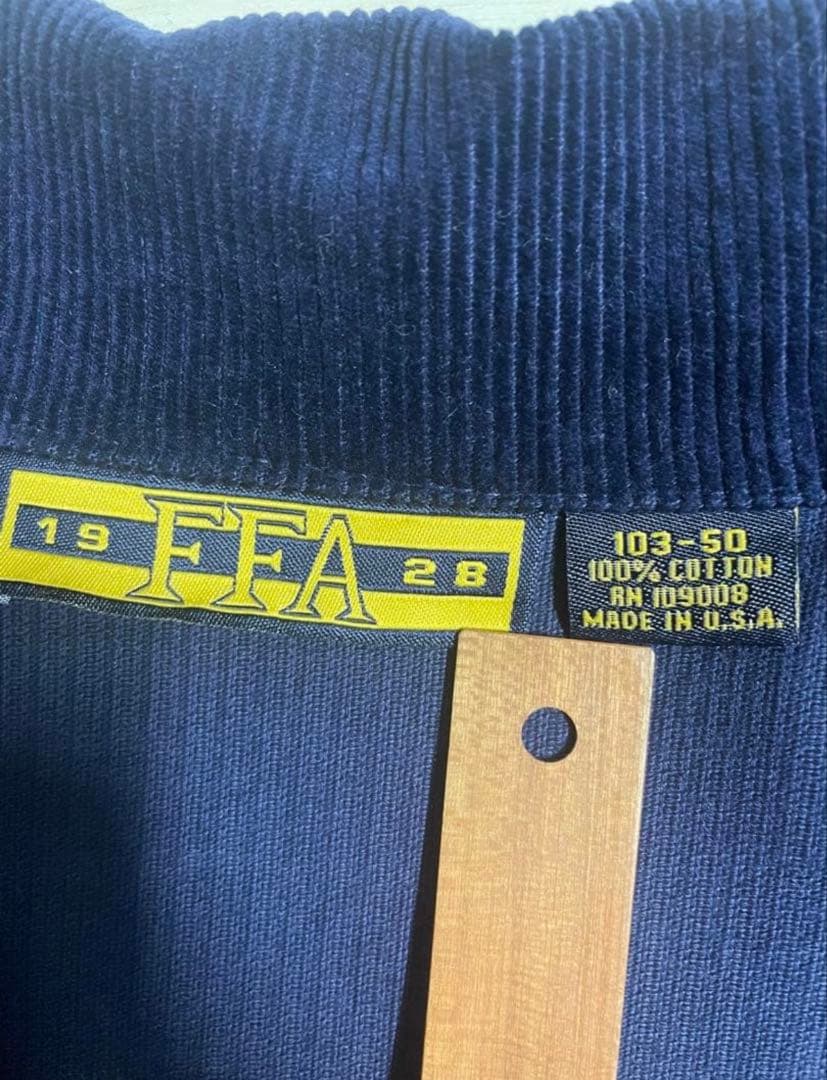 19 FFA 28
103-50
100% COTTON
RN 109008
MADE IN U.S.A.